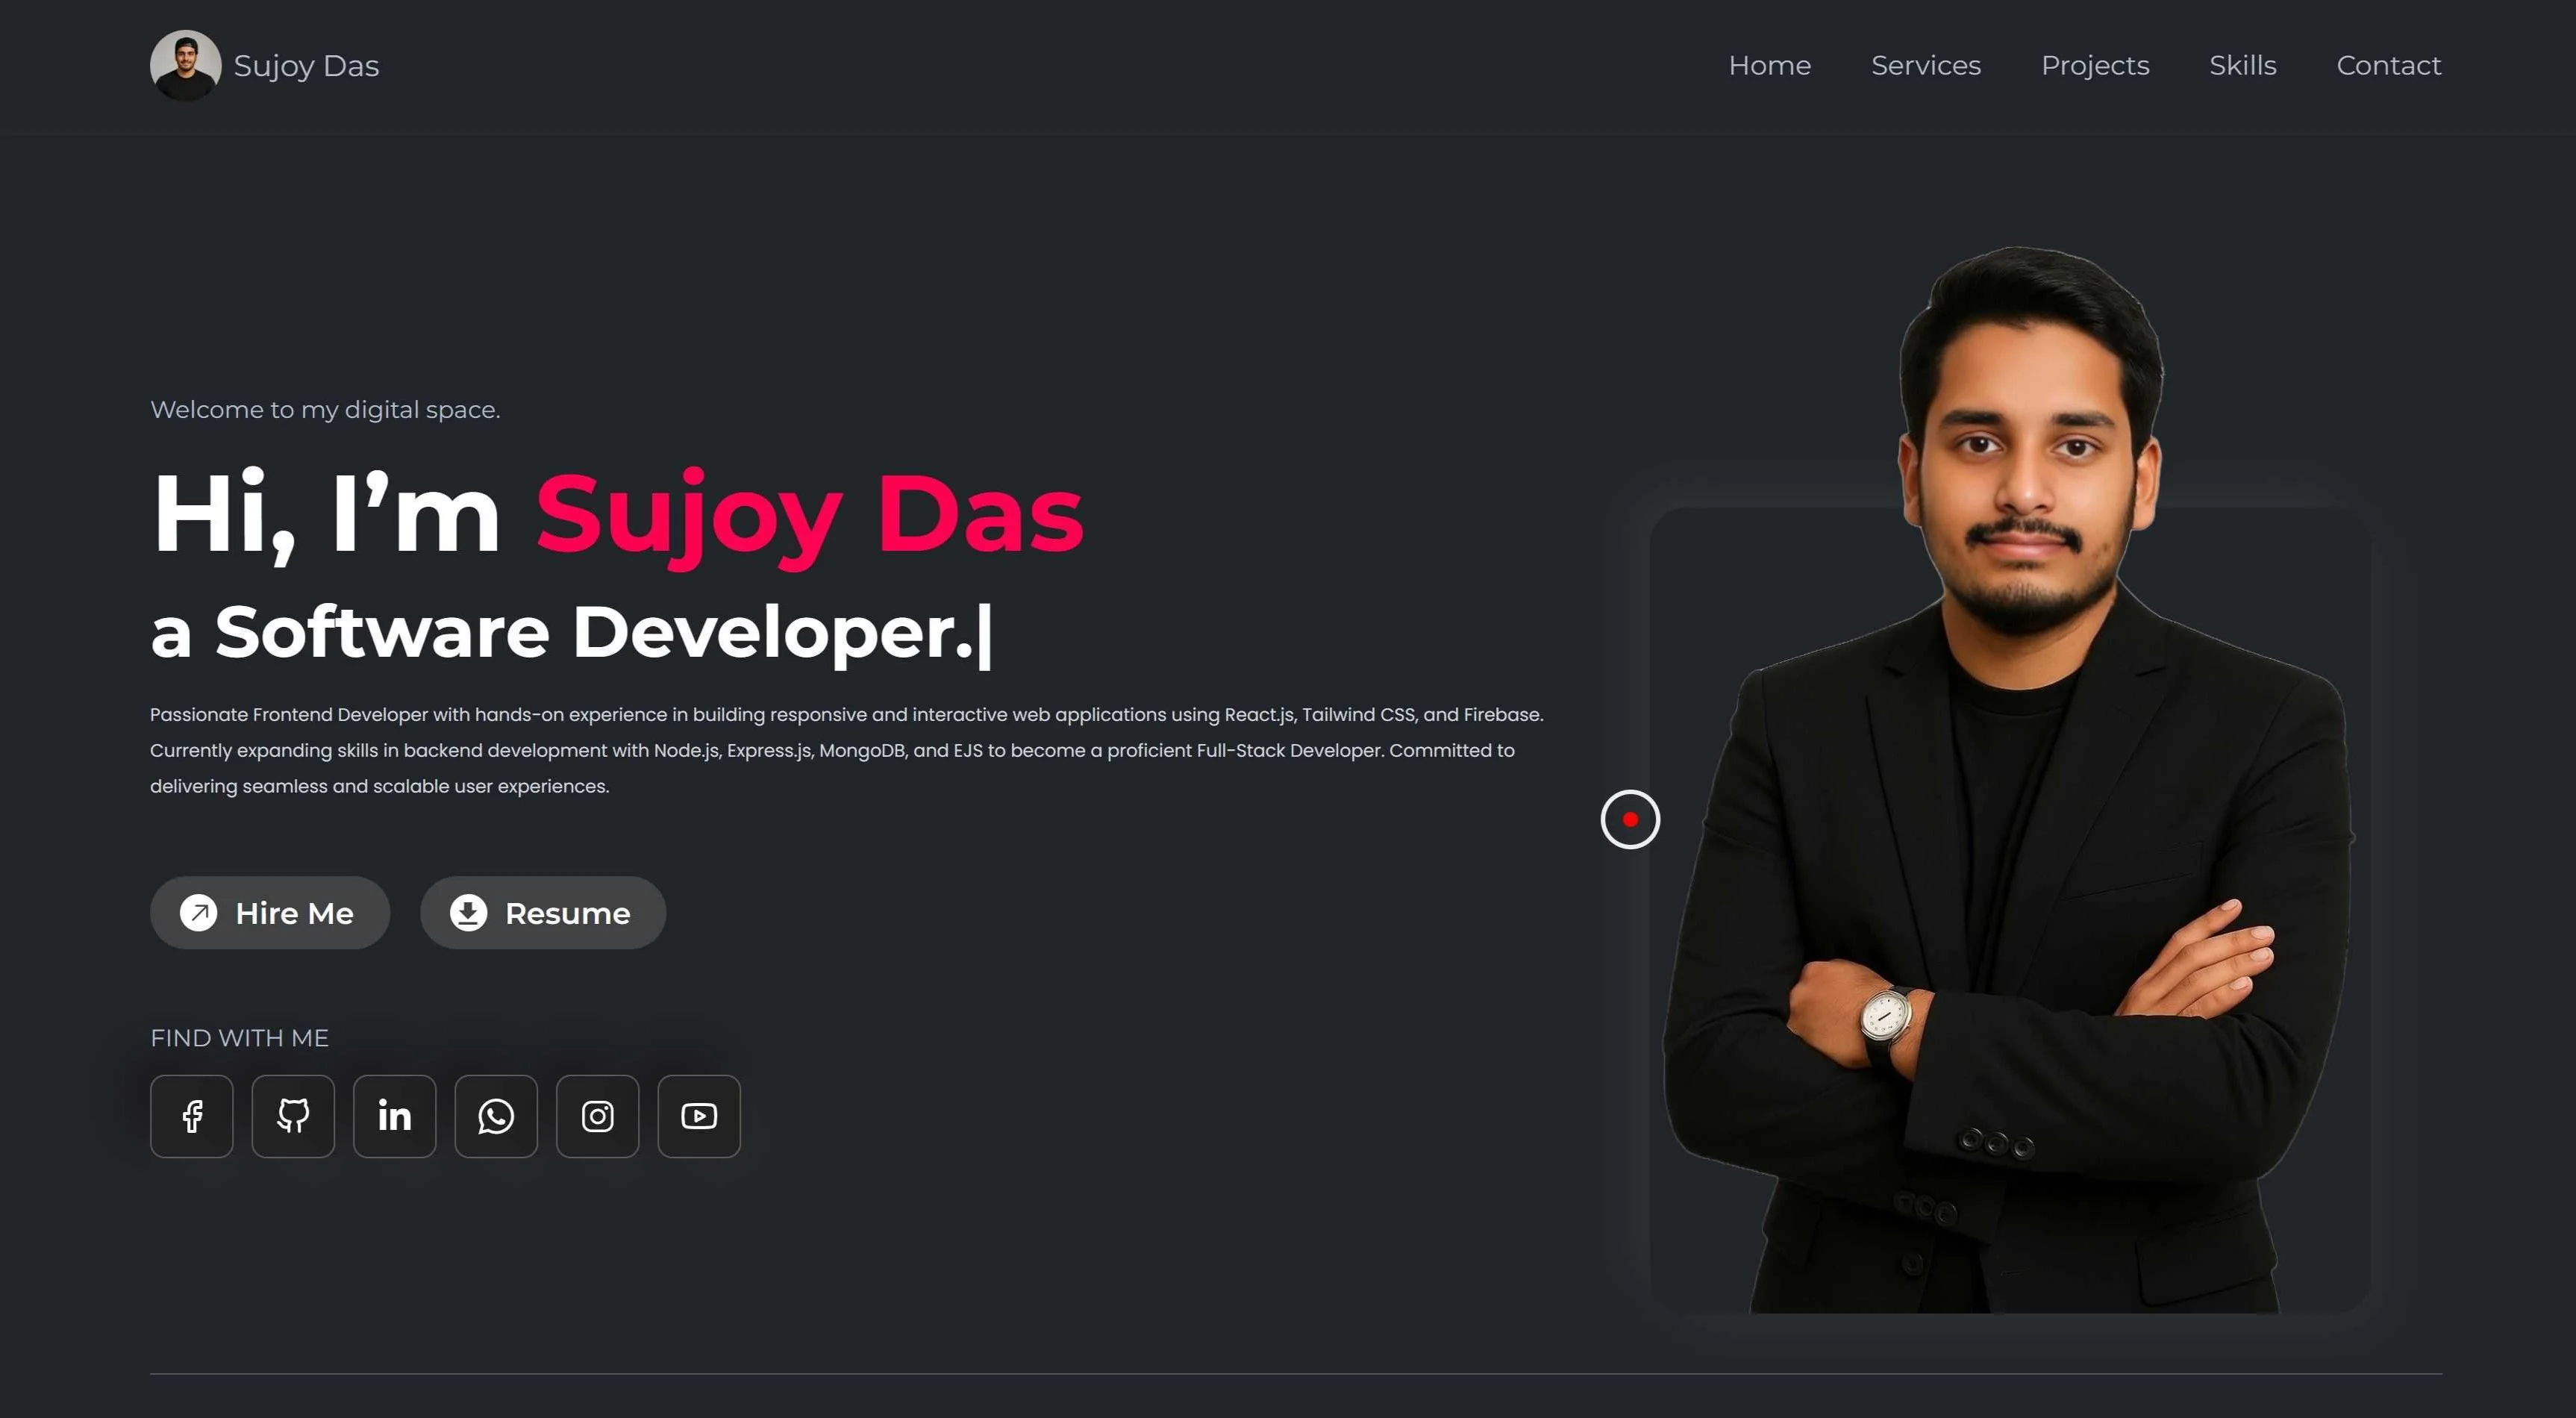 Sujoy Das
Home Services Projects Skills Contact
Welcome to my digital space.
Hi, I’m Sujoy Das
a Software Developer.|
Passionate Frontend Developer with hands-on experience in building responsive and interactive web applications using React.js, Tailwind CSS, and Firebase.
Currently expanding skills in backend development with Node.js, Express.js, MongoDB, and EJS to become a proficient Full-Stack Developer. Committed to
delivering seamless and scalable user experiences.
Hire Me Resume
FIND WITH ME
in